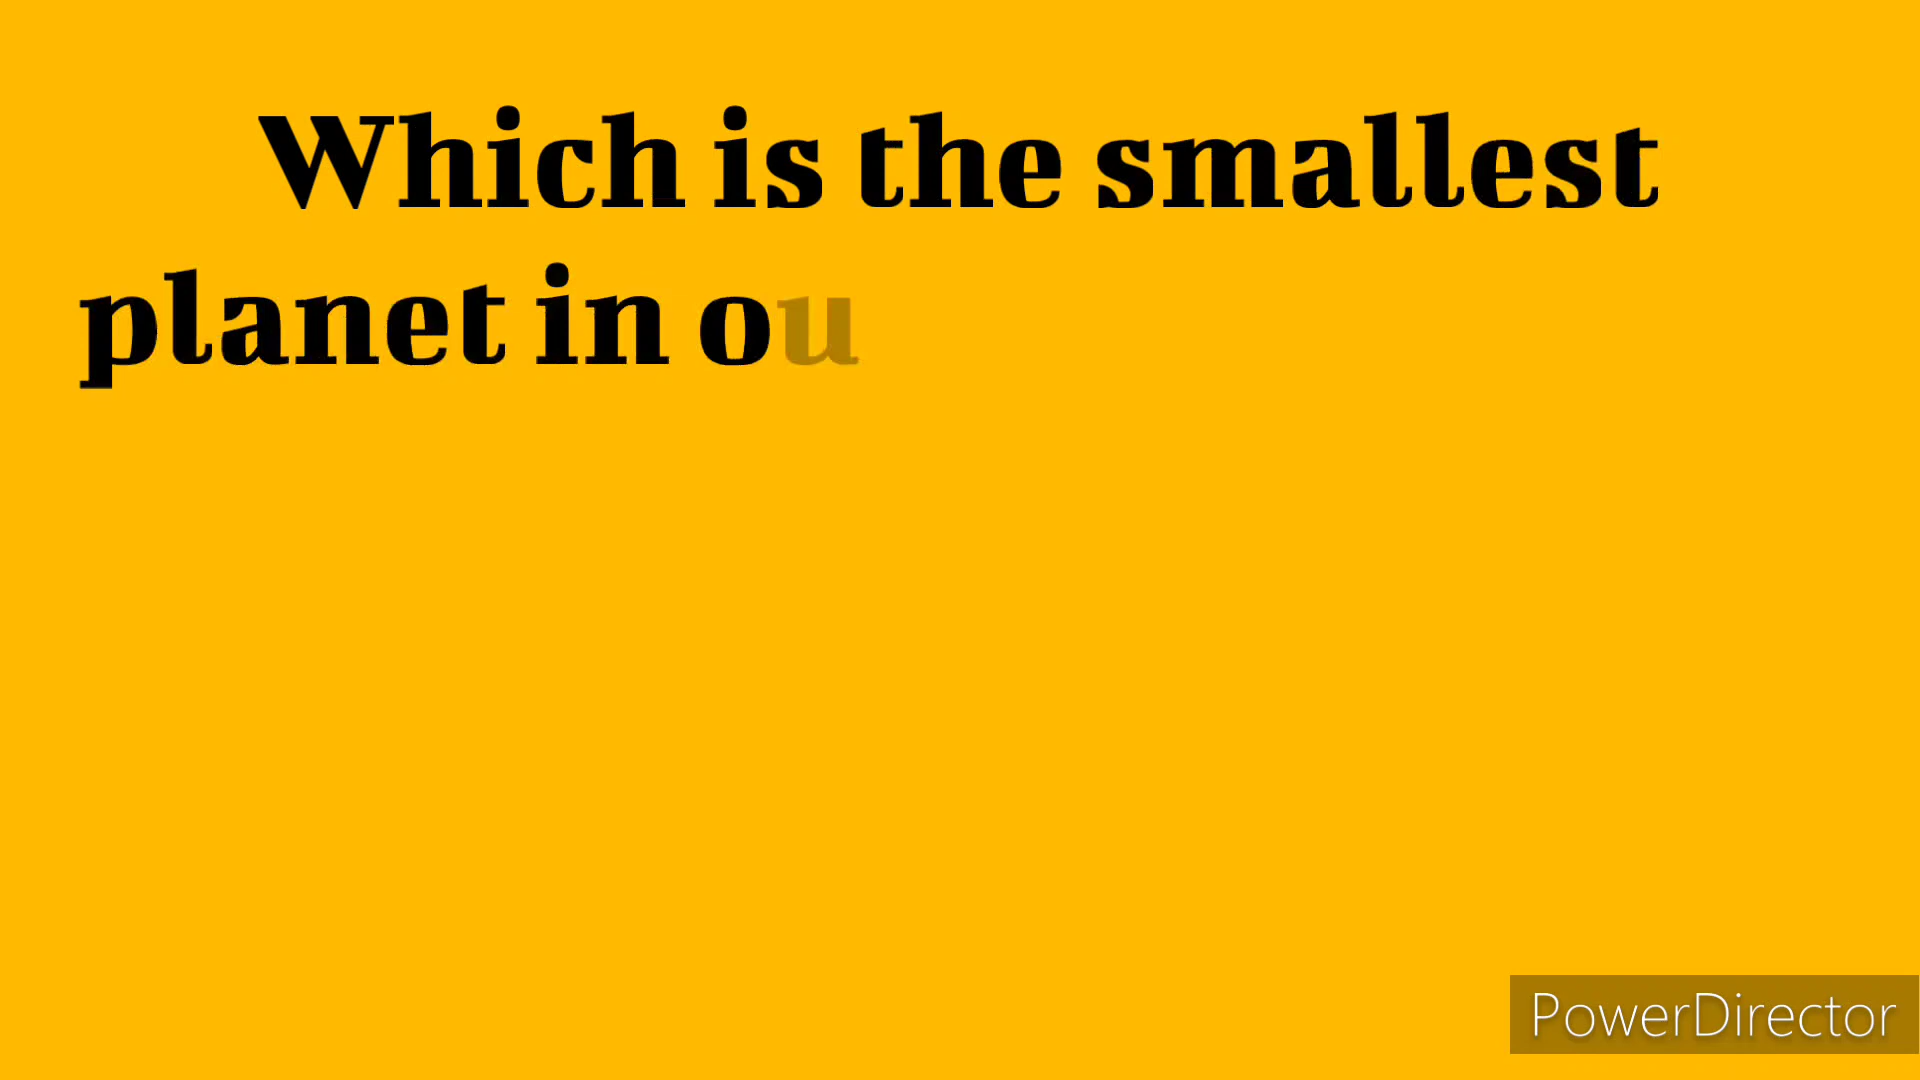 Which is the smallest
planet in ou
PowerDirector